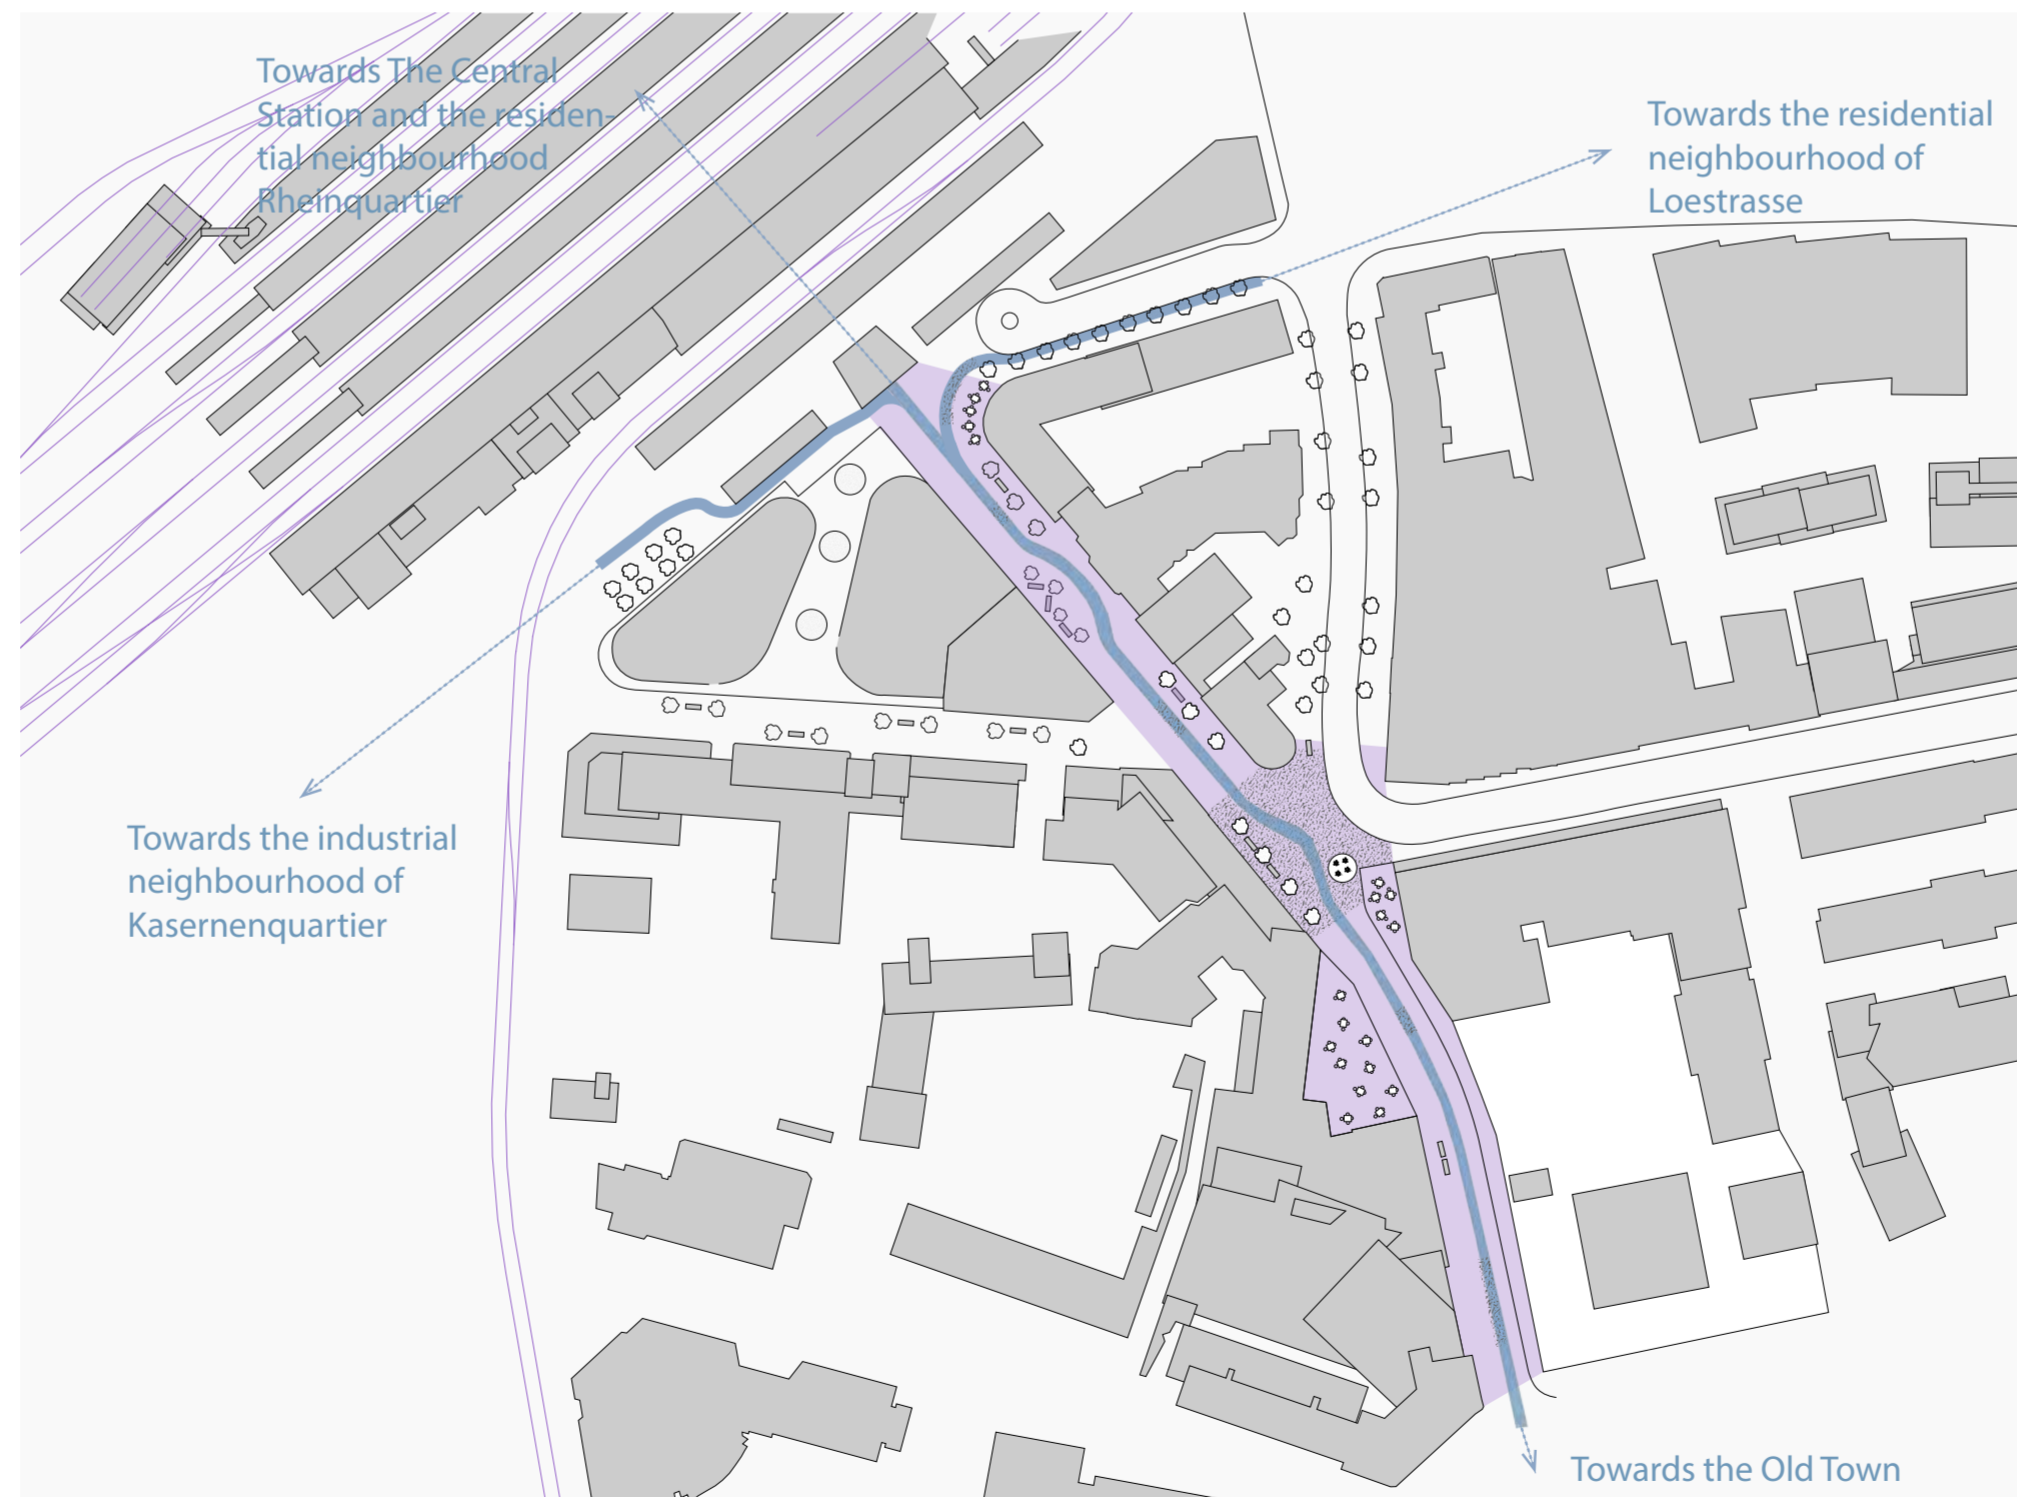 Towards The Central
Station and the residen-
tial neighbourhood
Rheinquartier
Towards the residential
neighbourhood of
Loestrasse
Towards the industrial
neighbourhood of
Kasernenquartier
Towards the Old Town